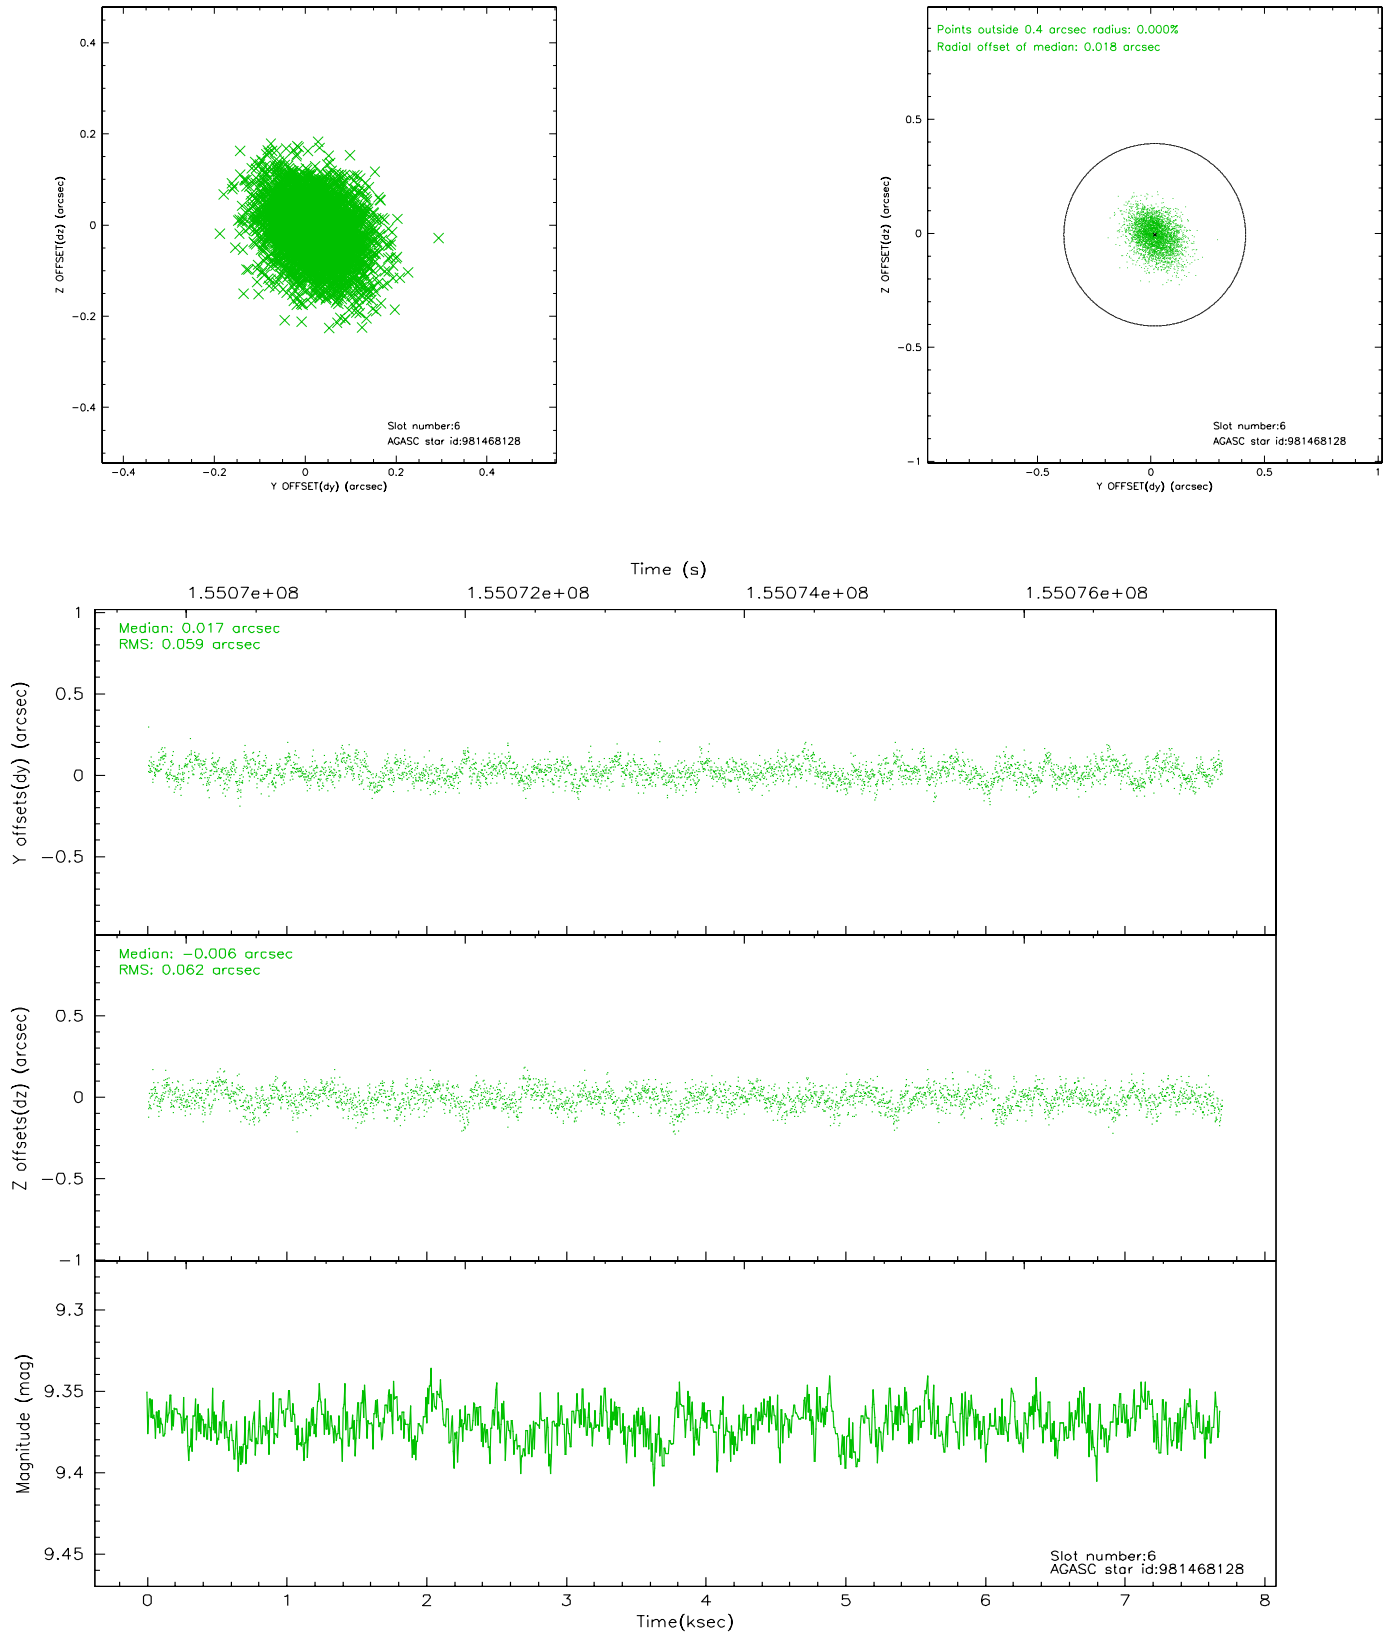 0.4
0.2
0
−0.2
−0.4
Z OFFSET(dz) (arcsec)
Slot number:6
AGASC star id:981468128
−0.4 −0.2 0 0.2 0.4
Y OFFSET(dy) (arcsec)
Points outside 0.4 arcsec radius: 0.000%
Radial offset of median: 0.018 arcsec
0.5
0
−0.5
−1
Z OFFSET(dz) (arcsec)
Slot number:6
AGASC star id:981468128
−0.5 0 0.5 1
Y OFFSET(dy) (arcsec)
Time (s)
1.5507e+08 1.55072e+08 1.55074e+08 1.55076e+08
Median: 0.017 arcsec
RMS: 0.059 arcsec
1
0.5
0
−0.5
Y offsets(dy) (arcsec)
Median: −0.006 arcsec
RMS: 0.062 arcsec
0.5
0
−0.5
−1
Z offsets(dz) (arcsec)
9.3
9.35
9.4
9.45
Magnitude (mag)
Slot number:6
AGASC star id:981468128
0 1 2 3 4 5 6 7 8
Time(ksec)